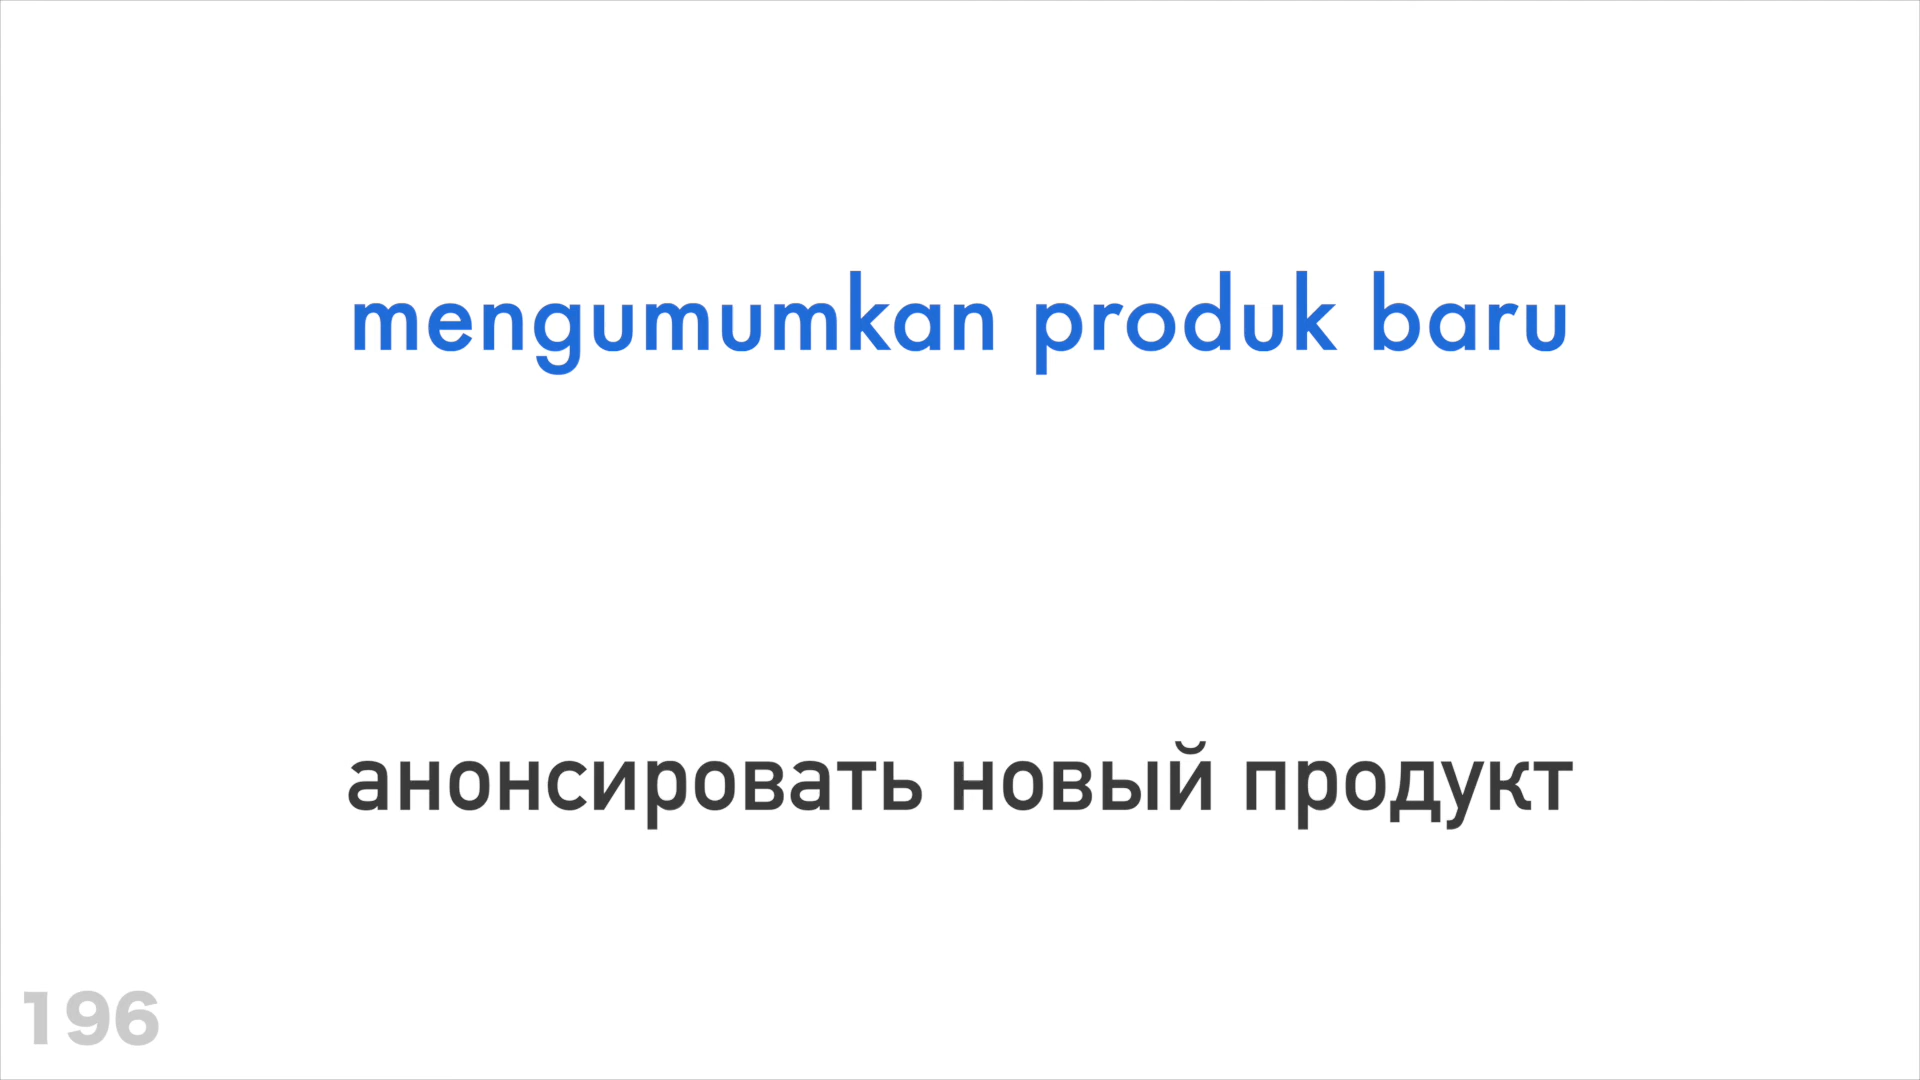 mengumumkan produk baru
анонсировать новый продукт
196